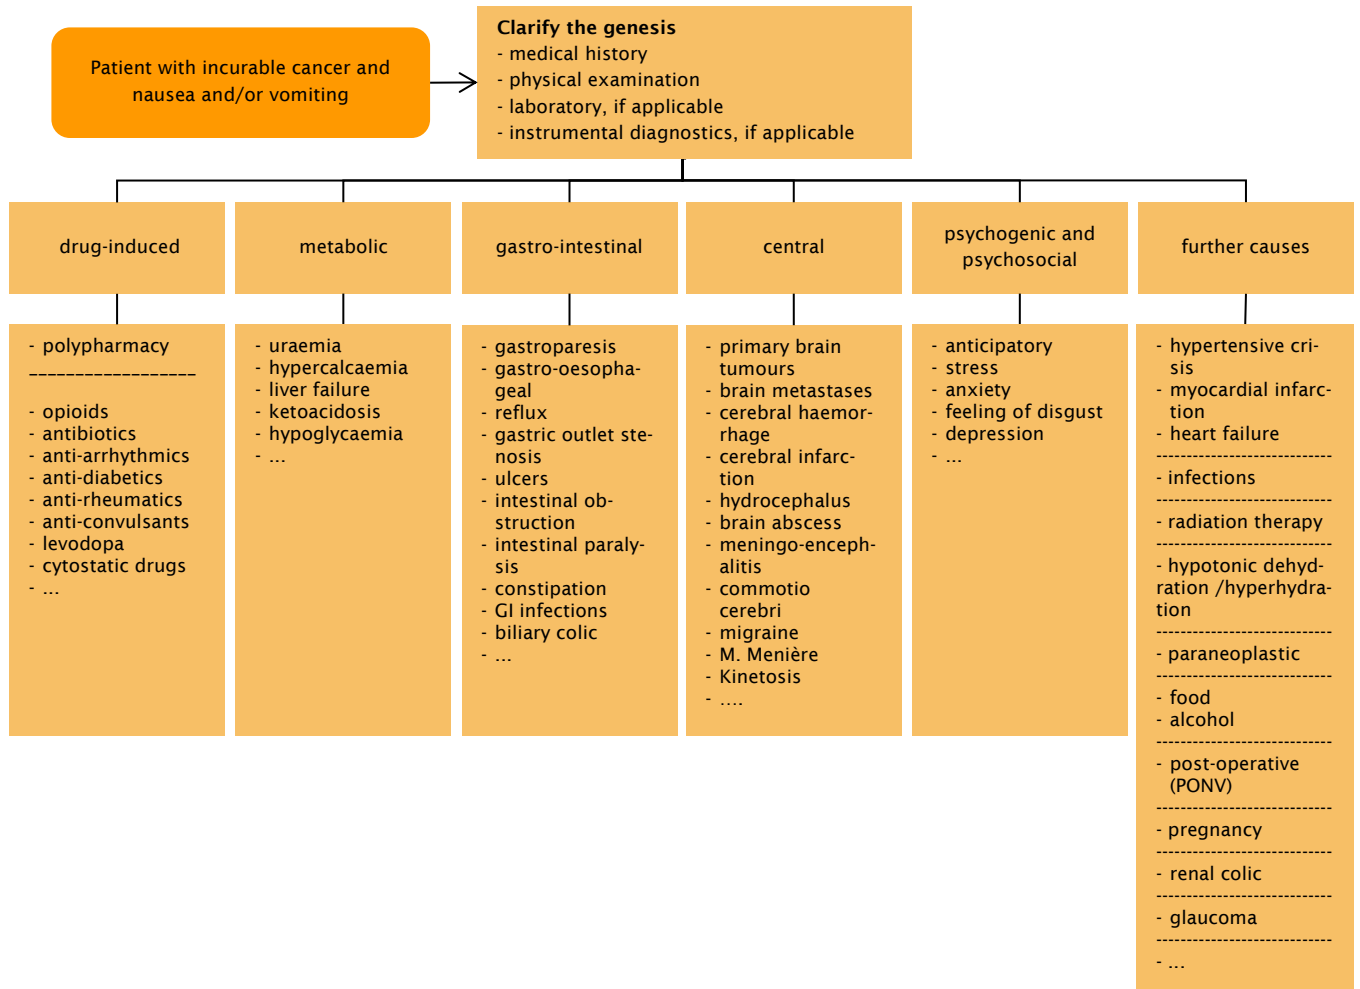 Patient with incurable cancer and
nausea and/or vomiting
Clarify the genesis
- medical history
- physical examination
- laboratory, if applicable
- instrumental diagnostics, if applicable
drug-induced
metabolic
gastro-intestinal
central
psychogenic and
psychosocial
further causes
- polypharmacy
------------------
- opioids
- antibiotics
- anti-arrhythmics
- anti-diabetics
- anti-rheumatics
- anti-convulsants
- levodopa
- cytostatic drugs
- ...
- uraemia
- hypercalcaemia
- liver failure
- ketoacidosis
- hypoglycaemia
- ...
- gastroparesis
- gastro-oesopha-
geal
- reflux
- gastric outlet ste-
nosis
- ulcers
- intestinal ob-
struction
- intestinal paraly-
sis
- constipation
- GI infections
- biliary colic
- ...
- primary brain
tumours
- brain metastases
- cerebral haemor-
rhage
- cerebral infarc-
tion
- hydrocephalus
- brain abscess
- meningo-enceph-
alitis
- commotio
cerebri
- migraine
- M. Menière
- Kinetosis
- ....
- anticipatory
- stress
- anxiety
- feeling of disgust
- depression
- ...
- hypertensive cri-
sis
- myocardial infarc-
tion
- heart failure
------------------------------
- infections
------------------------------
- radiation therapy
------------------------------
- hypotonic dehyd-
ration /hyperhydra-
tion
------------------------------
- paraneoplastic
------------------------------
- food
- alcohol
------------------------------
- post-operative
(PONV)
------------------------------
- pregnancy
------------------------------
- renal colic
------------------------------
- glaucoma
------------------------------
- ...